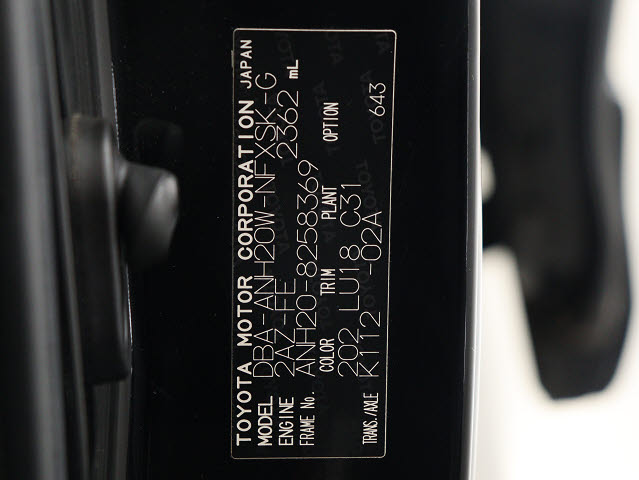 TOYOTA MOTOR CORPORATION JAPAN
MODEL DBA-ANH20W-NFXSK-G
ENGINE 2AZ-FE 2362 mL
FRAME No. ANH20-8258369
COLOR TRIM PLANT OPTION
202 LU18 C31 643
TRANS./AXLE K112 -02A